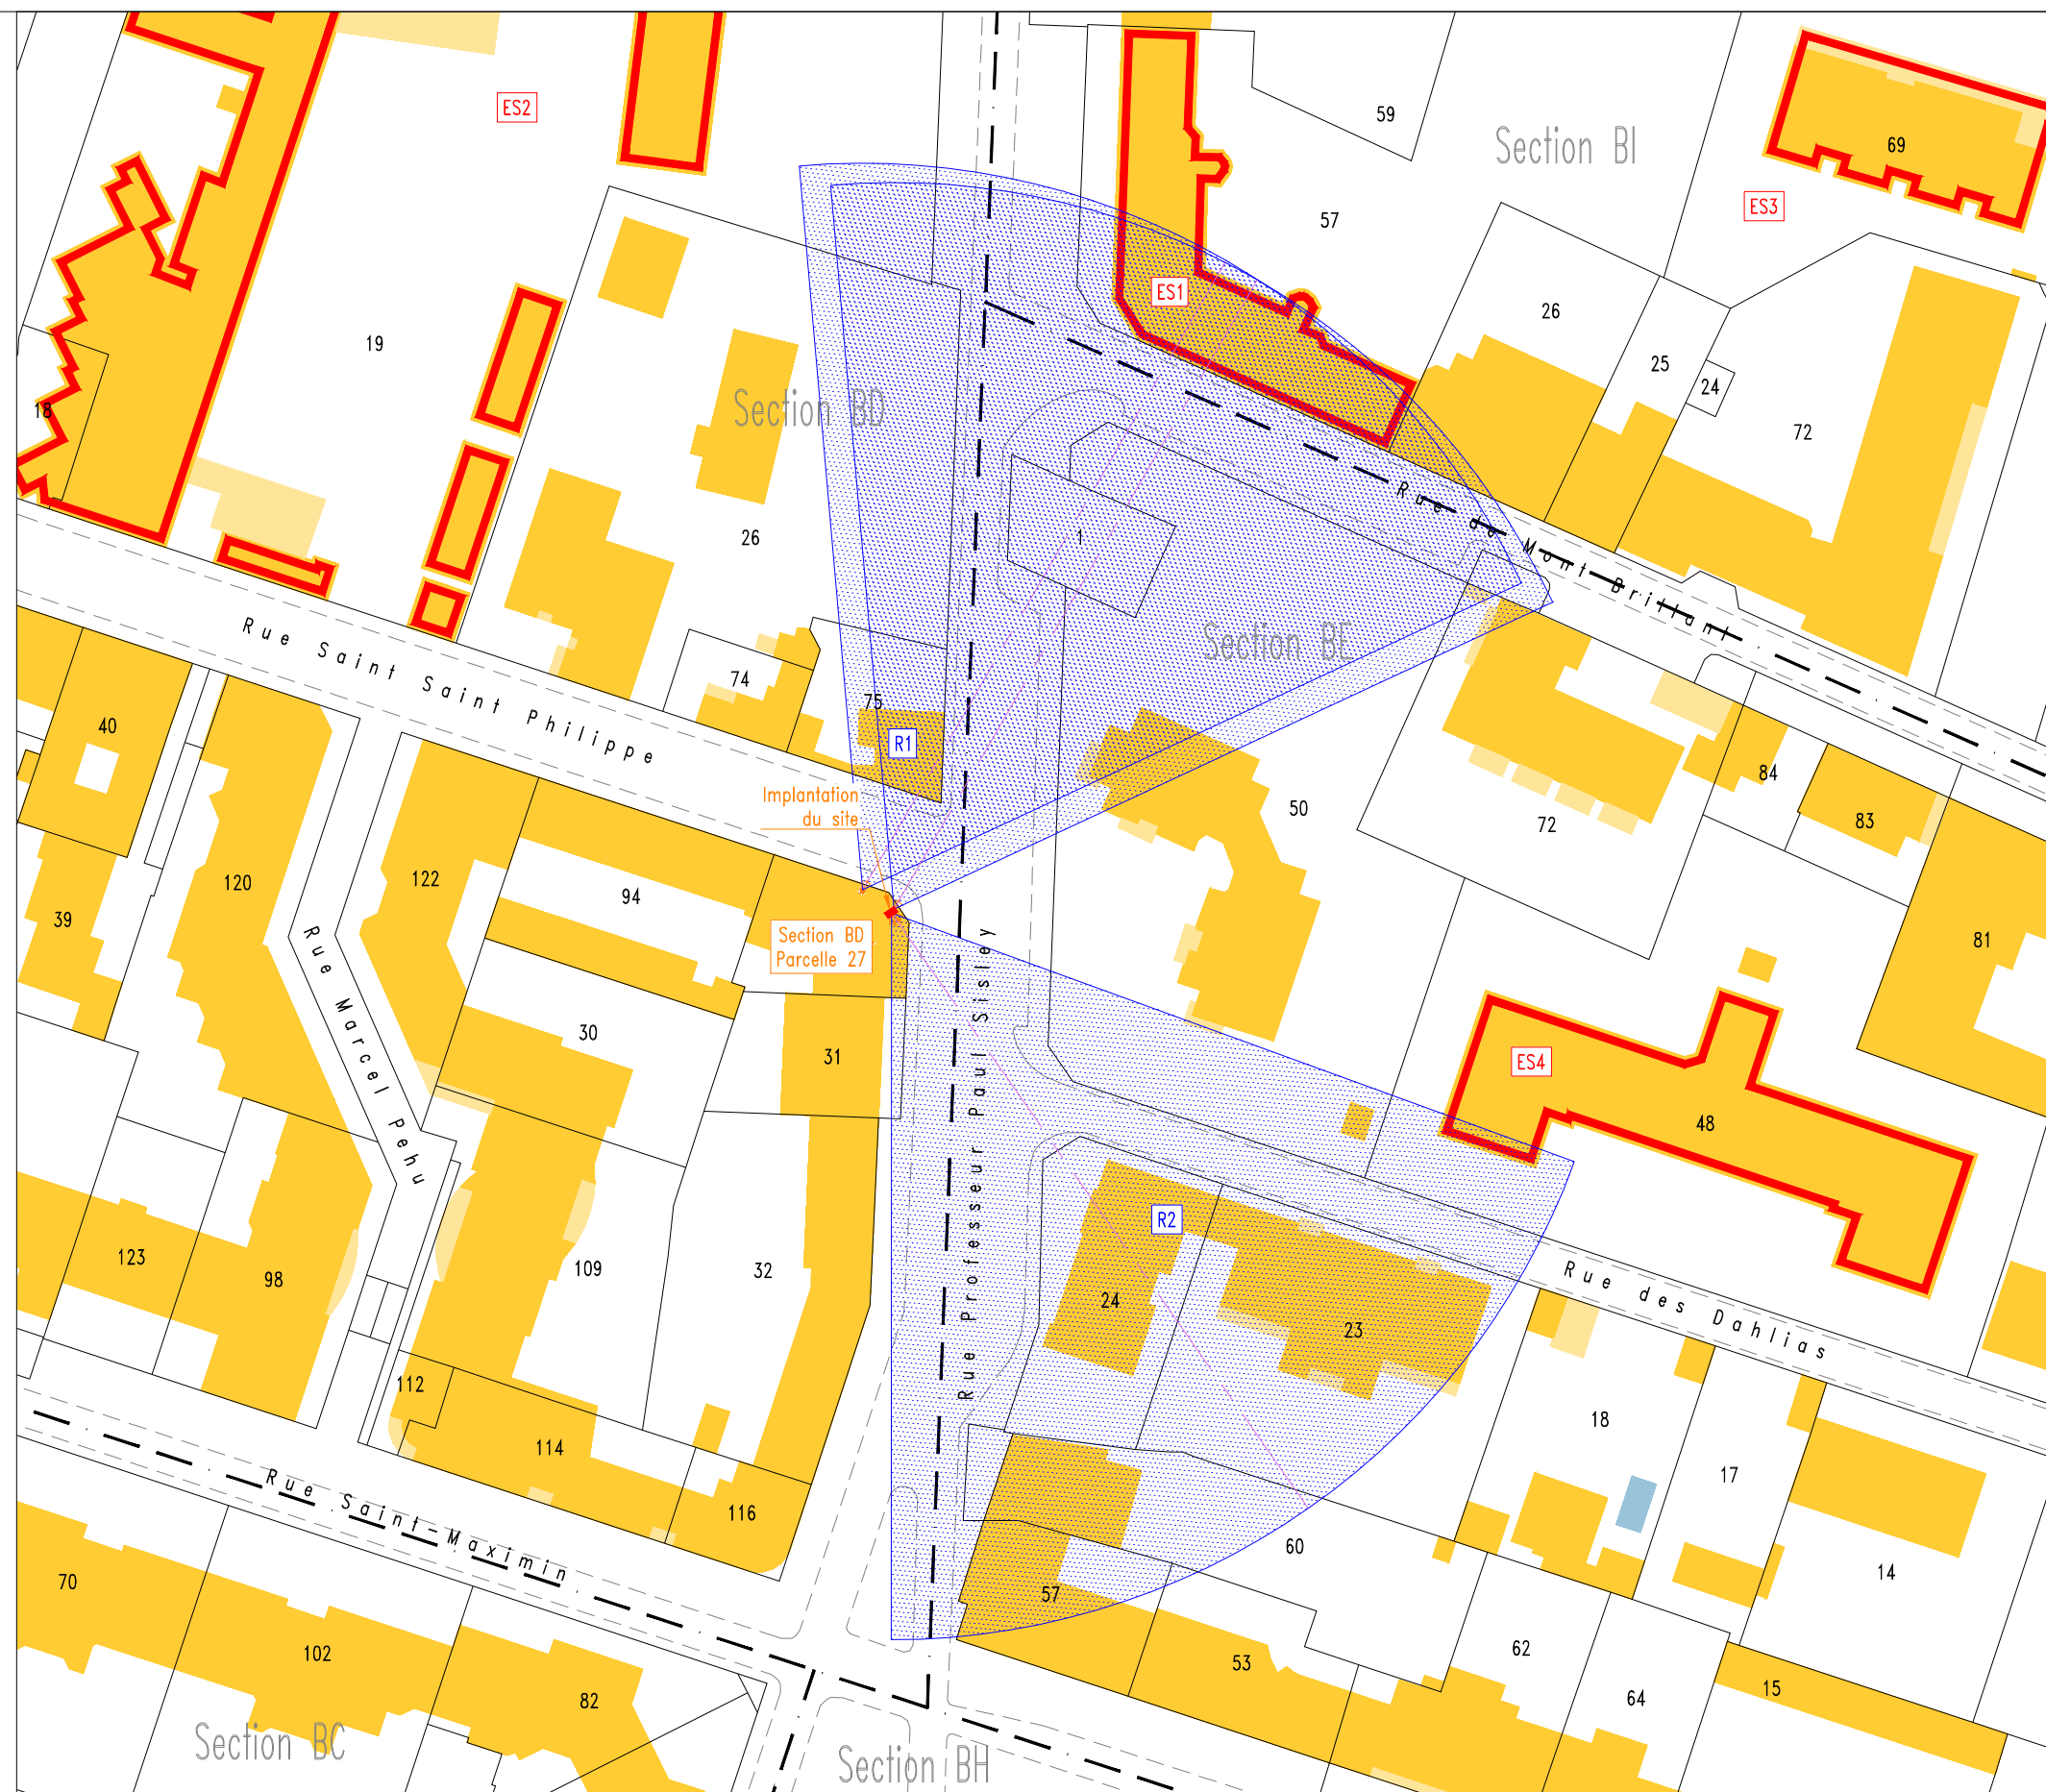 ES2
59
Section BI
69
ES3
57
ES1
26
25
24
72
19
18
Section BD
26
1
Rue de Mont Brillant
Section BE
Rue Saint Saint Philippe
74
75
R1
40
Implantation
du site
50
72
84
83
120
122
94
39
Section BD
Parcelle 27
81
Rue Marcel Pehu
Rue Professeur Paul Sisley
30
31
ES4
48
R2
123
98
109
32
24
23
Rue des Dahlias
112
114
116
18
17
14
Rue Saint-Maximin
70
102
82
57
60
53
62
64
15
Section BC
Section BH